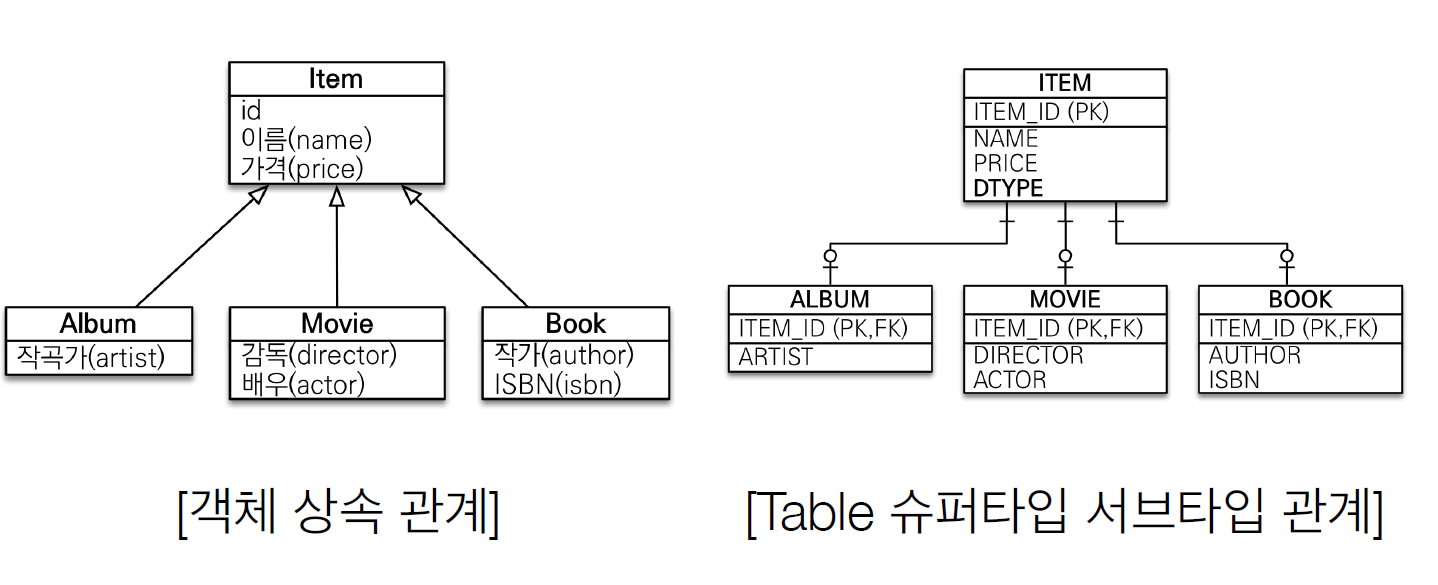 Item
id
이름(name)
가격(price)
Album
작곡가(artist)
Movie
감독(director)
배우(actor)
Book
작가(author)
ISBN(isbn)
[객체 상속 관계]
ITEM
ITEM_ID (PK)
NAME
PRICE
DTYPE
ALBUM
ITEM_ID (PK,FK)
ARTIST
MOVIE
ITEM_ID (PK,FK)
DIRECTOR
ACTOR
BOOK
ITEM_ID (PK,FK)
AUTHOR
ISBN
[Table 슈퍼타입 서브타입 관계]